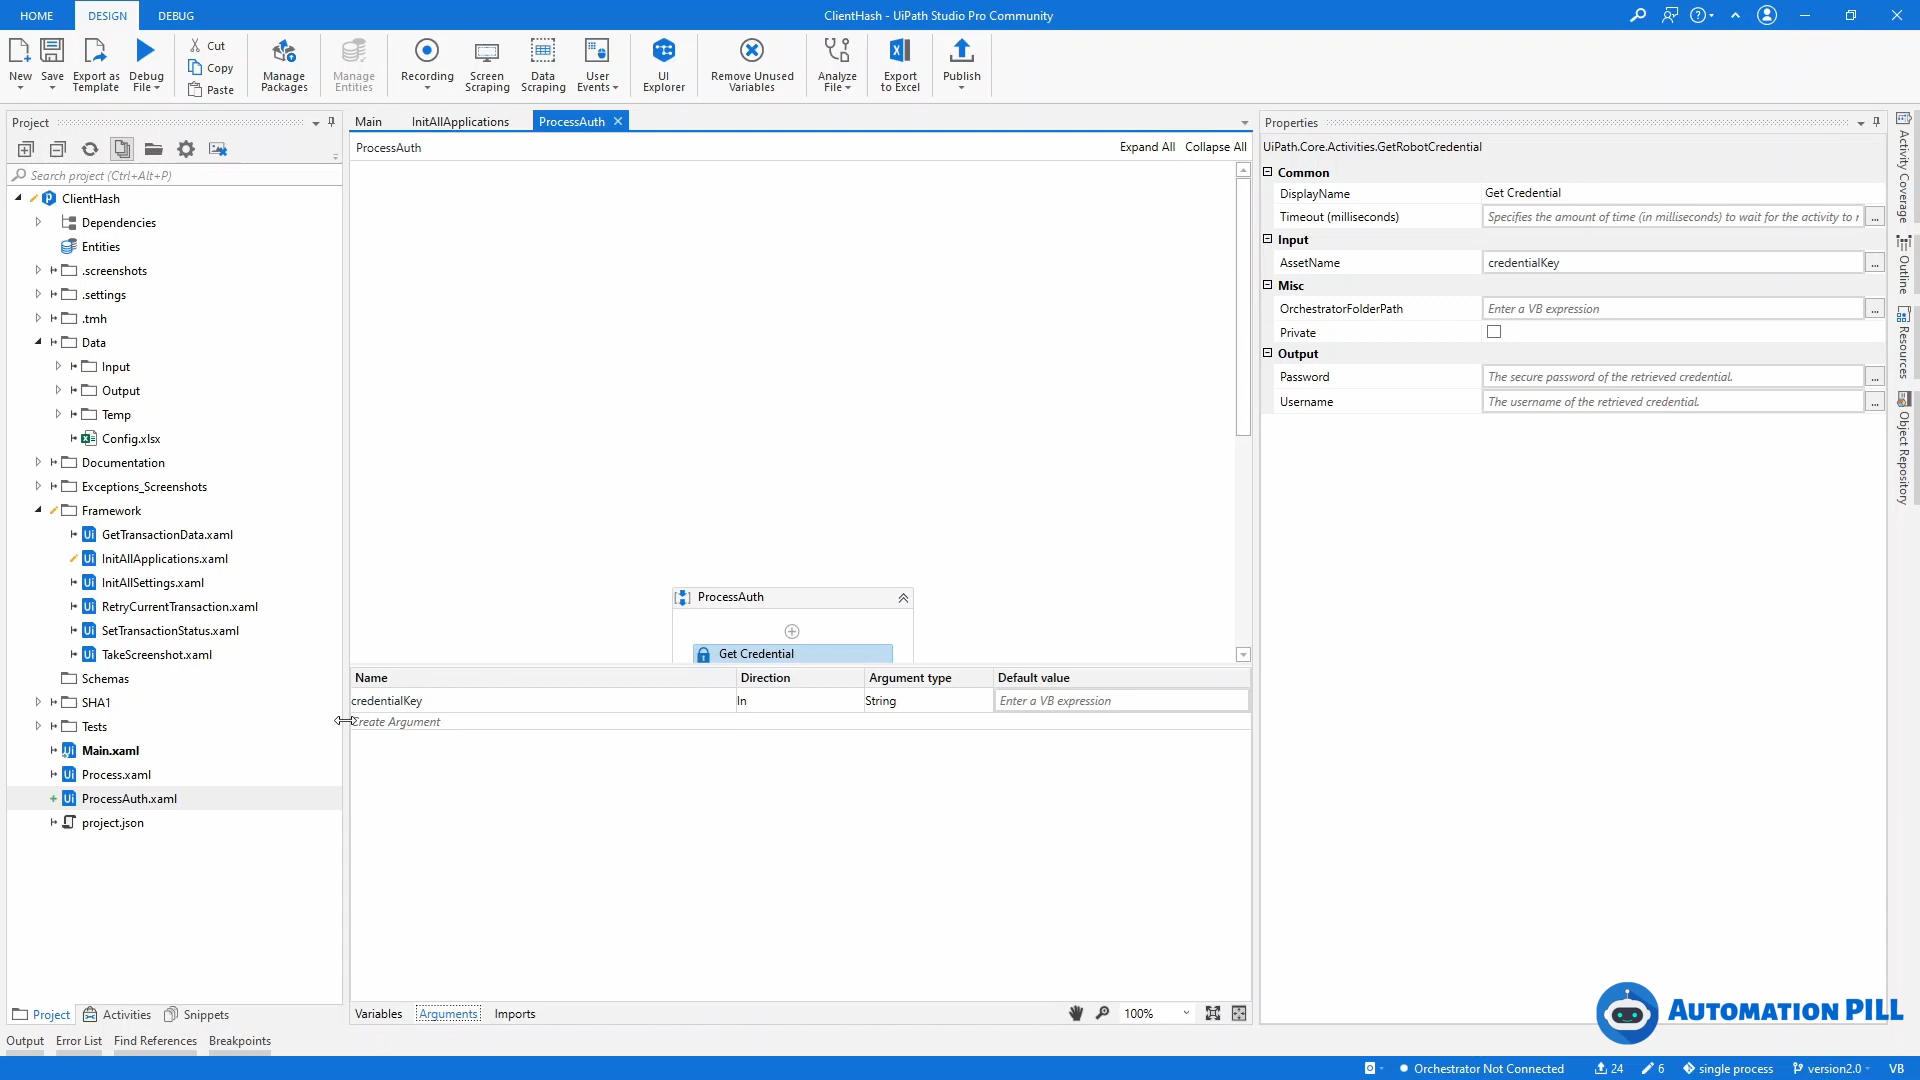 HOME
DESIGN
DEBUG
ClientHash - UiPath Studio Pro Community
New
Save
Export as Template
Debug File
Cut
Copy
Paste
Manage Packages
Manage Entities
Recording
Screen Scraping
Data Scraping
User Events
UI Explorer
Remove Unused Variables
Analyze File
Export to Excel
Publish
Project
Search project (Ctrl+Alt+P)
ClientHash
Dependencies
Entities
.screenshots
.settings
.tmh
Data
Input
Output
Temp
Config.xlsx
Documentation
Exceptions_Screenshots
Framework
GetTransactionData.xaml
InitAllApplications.xaml
InitAllSettings.xaml
RetryCurrentTransaction.xaml
SetTransactionStatus.xaml
TakeScreenshot.xaml
Schemas
SHA1
Tests
Main.xaml
Process.xaml
ProcessAuth.xaml
project.json
Project
Activities
Snippets
Output
Error List
Find References
Breakpoints
Main
InitAllApplications
ProcessAuth
ProcessAuth
Expand All
Collapse All
ProcessAuth
Get Credential
Name
Direction
Argument type
Default value
credentialKey
In
String
Enter a VB expression
Create Argument
Variables
Arguments
Imports
100%
Properties
UiPath.Core.Activities.GetRobotCredential
Common
DisplayName
Get Credential
Timeout (milliseconds)
Specifies the amount of time (in milliseconds) to wait for the activity to r
Input
AssetName
credentialKey
Misc
OrchestratorFolderPath
Enter a VB expression
Private
Output
Password
The secure password of the retrieved credential.
Username
The username of the retrieved credential.
Activity Coverage
Outline
Resources
Object Repository
AUTOMATION PILL
Orchestrator Not Connected
24
6
single process
version2.0
VB